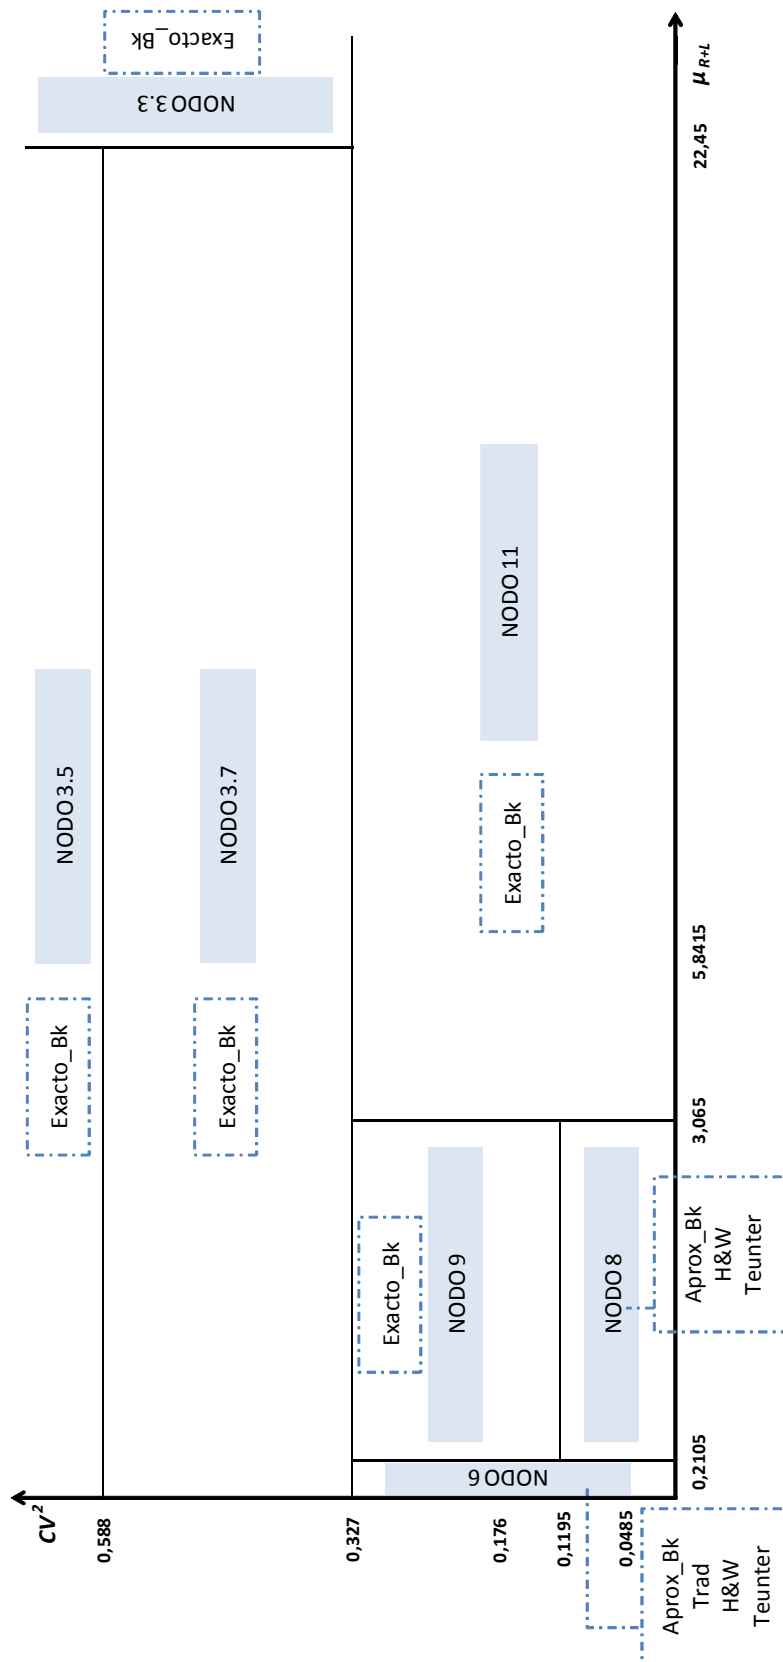 Exacto_Bk
NODO 3.3
μ R+L
22,45
NODO 3.5
NODO 3.7
NODO 11
Exacto_Bk
Exacto_Bk
Exacto_Bk
5,8415
3,065
Exacto_Bk
NODO 9
NODO 8
Aprox_Bk
H&W
Teunter
NODO 6
0,2105
CV²
0,588
0,327
0,176
0,1195
0,0485
Aprox_Bk
Trad
H&W
Teunter